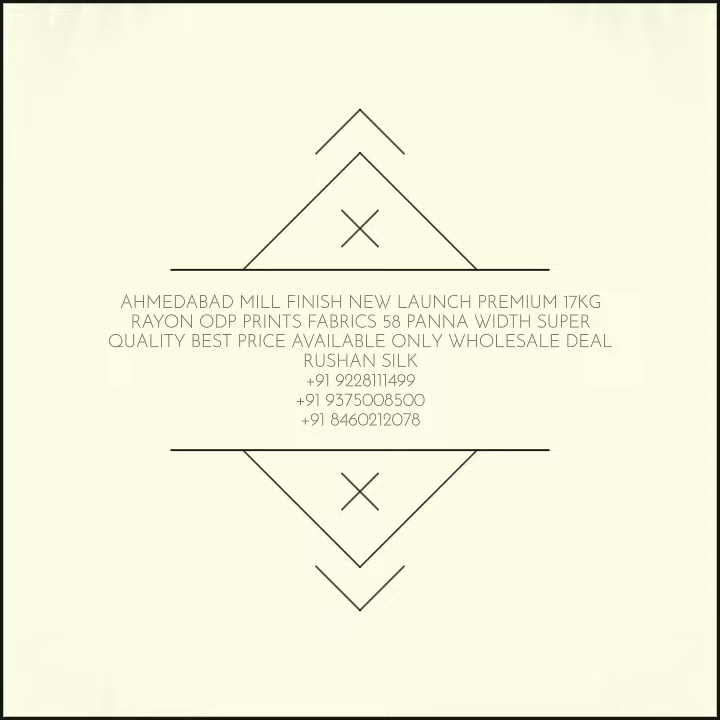 AHMEDABAD MILL FINISH NEW LAUNCH PREMIUM 17KG
RAYON ODP PRINTS FABRICS 58 PANNA WIDTH SUPER
QUALITY BEST PRICE AVAILABLE ONLY WHOLESALE DEAL
RUSHAN SILK
+91 9228111499
+91 9375008500
+91 8460212078